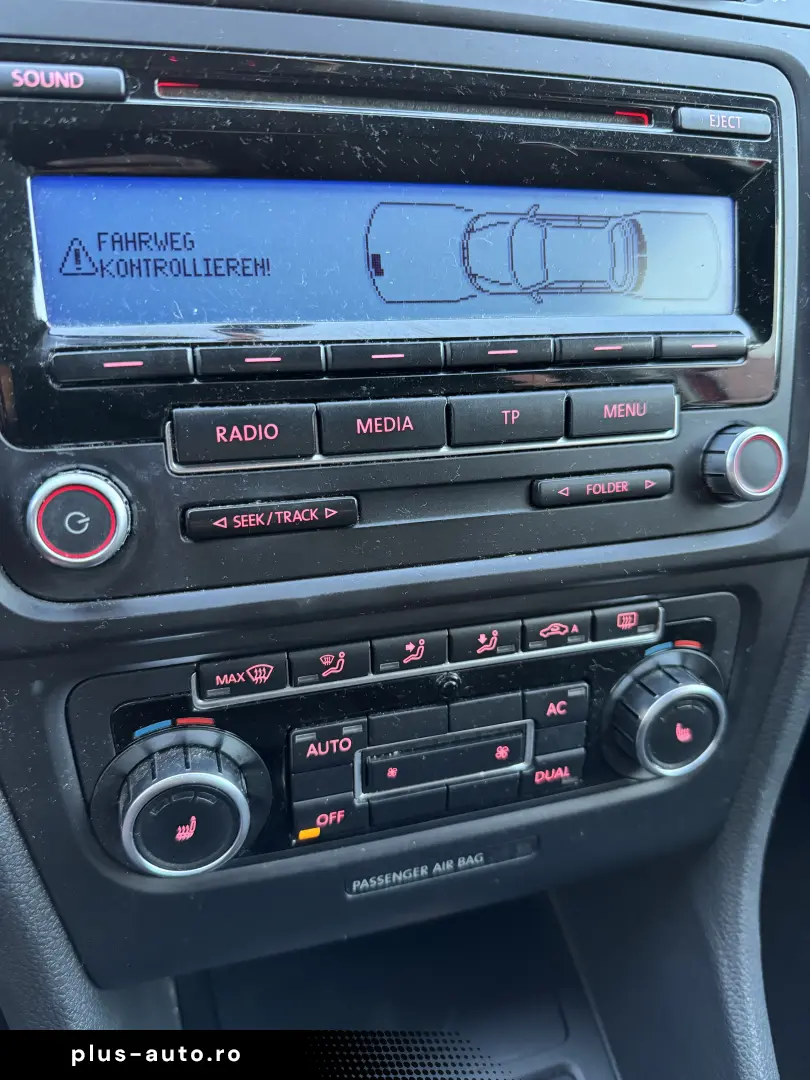 SOUND
EJECT
FAHRWEG
KONTROLLIEREN!
RADIO
MEDIA
TP
MENU
SEEK/TRACK
FOLDER
MAX
A
AUTO
AC
OFF
DUAL
PASSENGER AIR BAG
plus-auto.ro